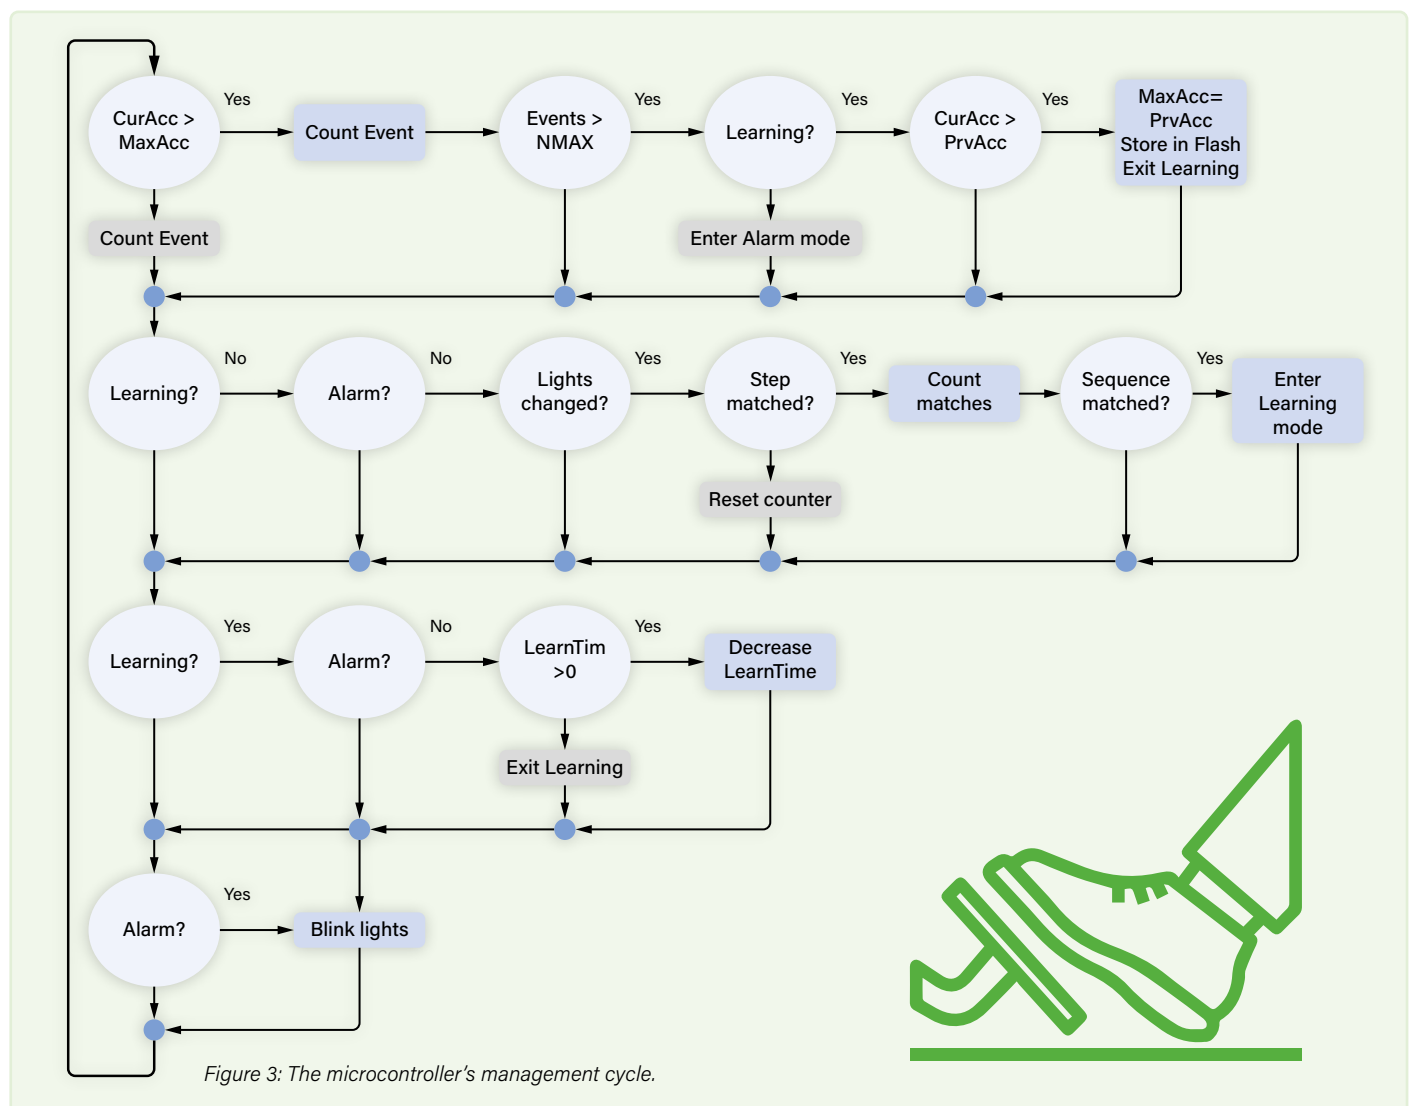 Yes
Yes
Yes
Yes
CurAcc >
MaxAcc
Count Event
Events >
NMAX
Learning?
CurAcc >
PrvAcc
MaxAcc=
PrvAcc
Store in Flash
Exit Learning
Count Event
Enter Alarm mode
No
No
Yes
Yes
Yes
Learning?
Alarm?
Lights
changed?
Step
matched?
Count
matches
Sequence
matched?
Enter
Learning
mode
Reset counter
Yes
No
Yes
Learning?
Alarm?
LearnTim
>0
Decrease
LearnTime
Exit Learning
Yes
Alarm?
Blink lights
Figure 3: The microcontroller's management cycle.